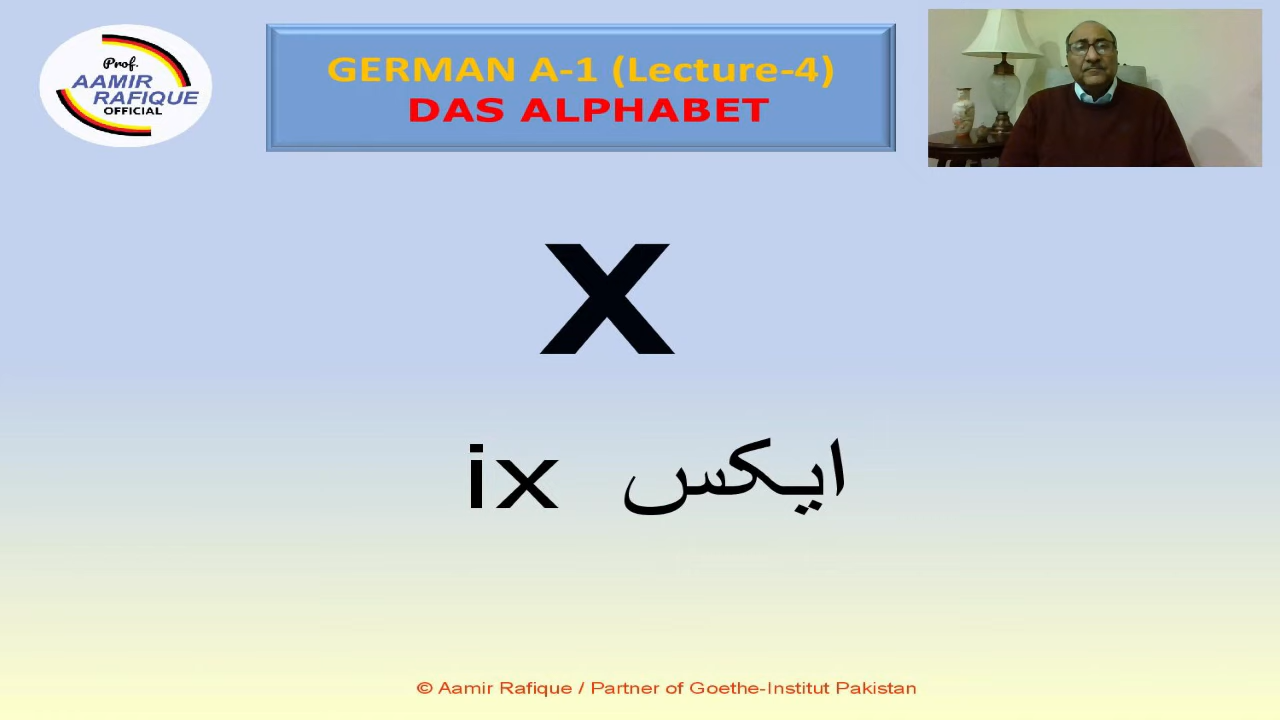 Prof.
AAMIR
RAFIQUE
OFFICIAL
GERMAN A-1 (Lecture-4)
DAS ALPHABET
x
ix ایکس
© Aamir Rafique / Partner of Goethe-Institut Pakistan